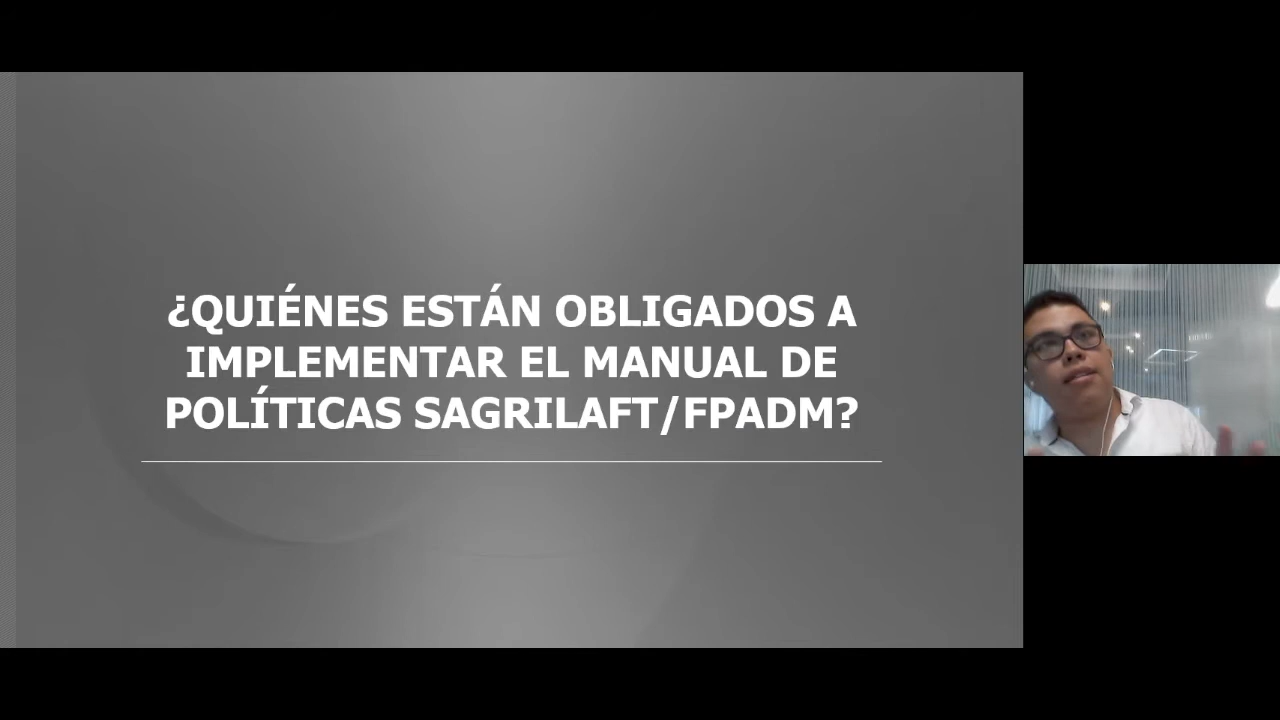 ¿QUIÉNES ESTÁN OBLIGADOS A
IMPLEMENTAR EL MANUAL DE
POLÍTICAS SAGRILAFT/FPADM?